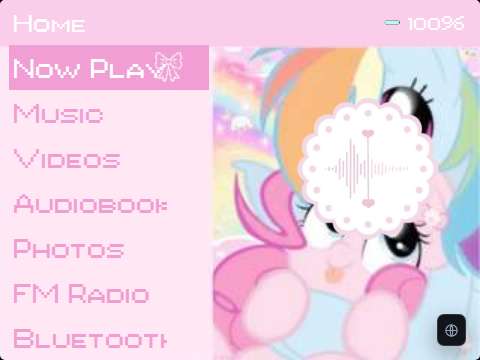 Home
100%
Now Play
Music
Videos
Audiobook
Photos
FM Radio
Bluetooth